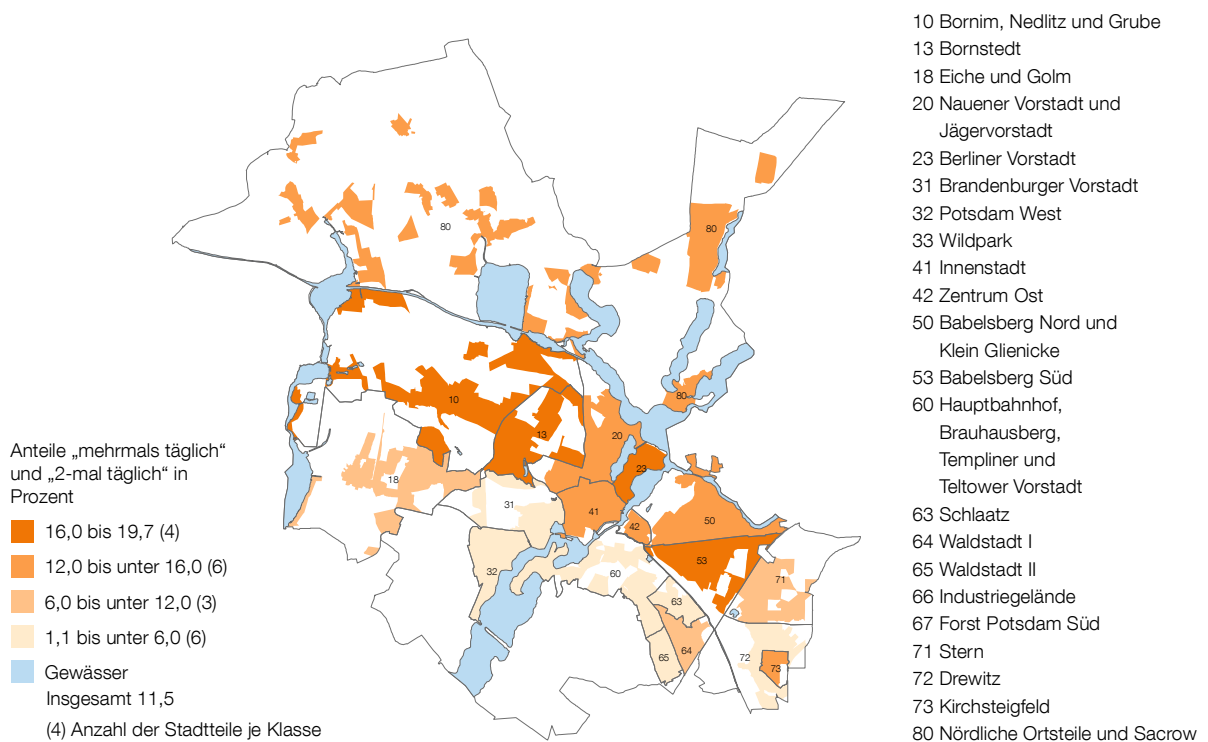 10 Bornim, Nedlitz und Grube
13 Bornstedt
18 Eiche und Golm
20 Nauener Vorstadt und
Jägervorstadt
23 Berliner Vorstadt
31 Brandenburger Vorstadt
32 Potsdam West
33 Wildpark
41 Innenstadt
42 Zentrum Ost
50 Babelsberg Nord und
Klein Glienicke
53 Babelsberg Süd
60 Hauptbahnhof,
Brauhausberg,
Templiner und
Teltower Vorstadt
63 Schlaatz
64 Waldstadt I
65 Waldstadt II
66 Industriegelände
67 Forst Potsdam Süd
71 Stern
72 Drewitz
73 Kirchsteigfeld
80 Nördliche Ortsteile und Sacrow
80
80
80
10
13
20
23
18
31
41
42
50
53
32
60
63
71
64
65
72
73
Anteile „mehrmals täglich“
und „2-mal täglich“ in
Prozent
16,0 bis 19,7 (4)
12,0 bis unter 16,0 (6)
6,0 bis unter 12,0 (3)
1,1 bis unter 6,0 (6)
Gewässer
Insgesamt 11,5
(4) Anzahl der Stadtteile je Klasse